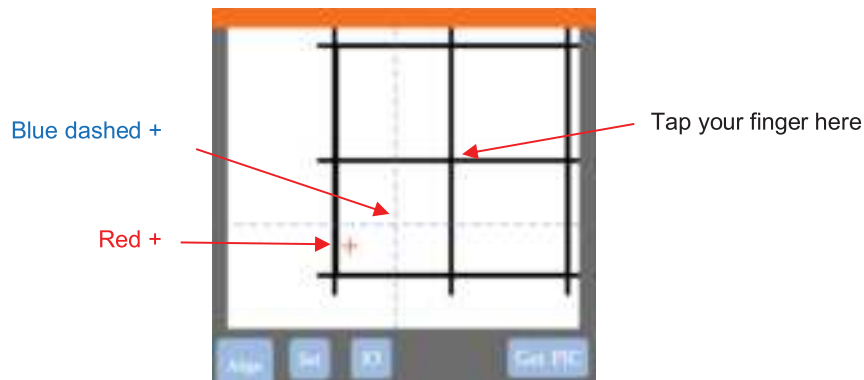 Blue dashed +
Tap your finger here
Red +
Align
Set
Get PIC